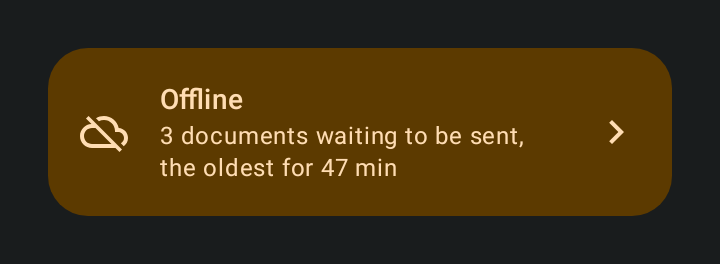 Offline
3 documents waiting to be sent,
the oldest for 47 min